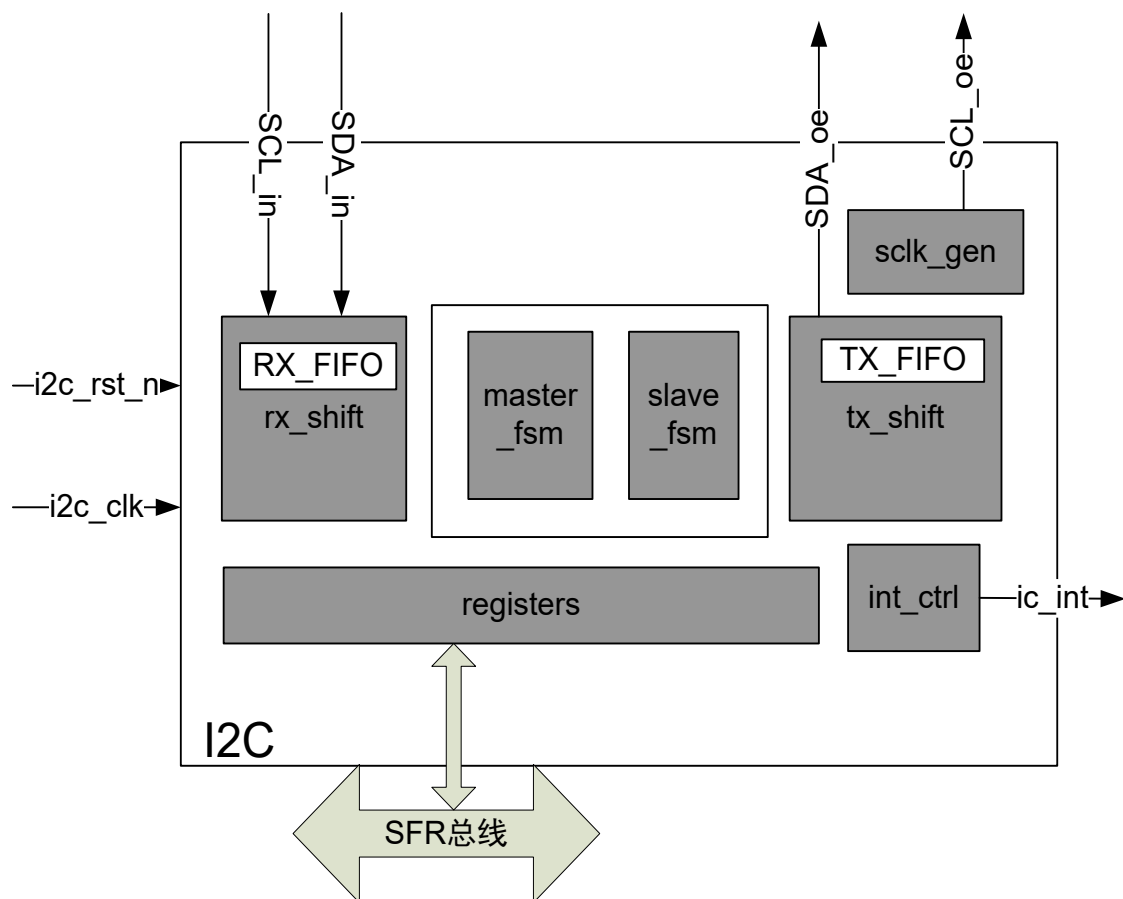 SCL_in
SDA_in
SDA_oe
SCL_oe
sclk_gen
RX_FIFO
rx_shift
master
_fsm
slave
_fsm
TX_FIFO
tx_shift
i2c_rst_n
i2c_clk
registers
int_ctrl
ic_int
I2C
SFR总线